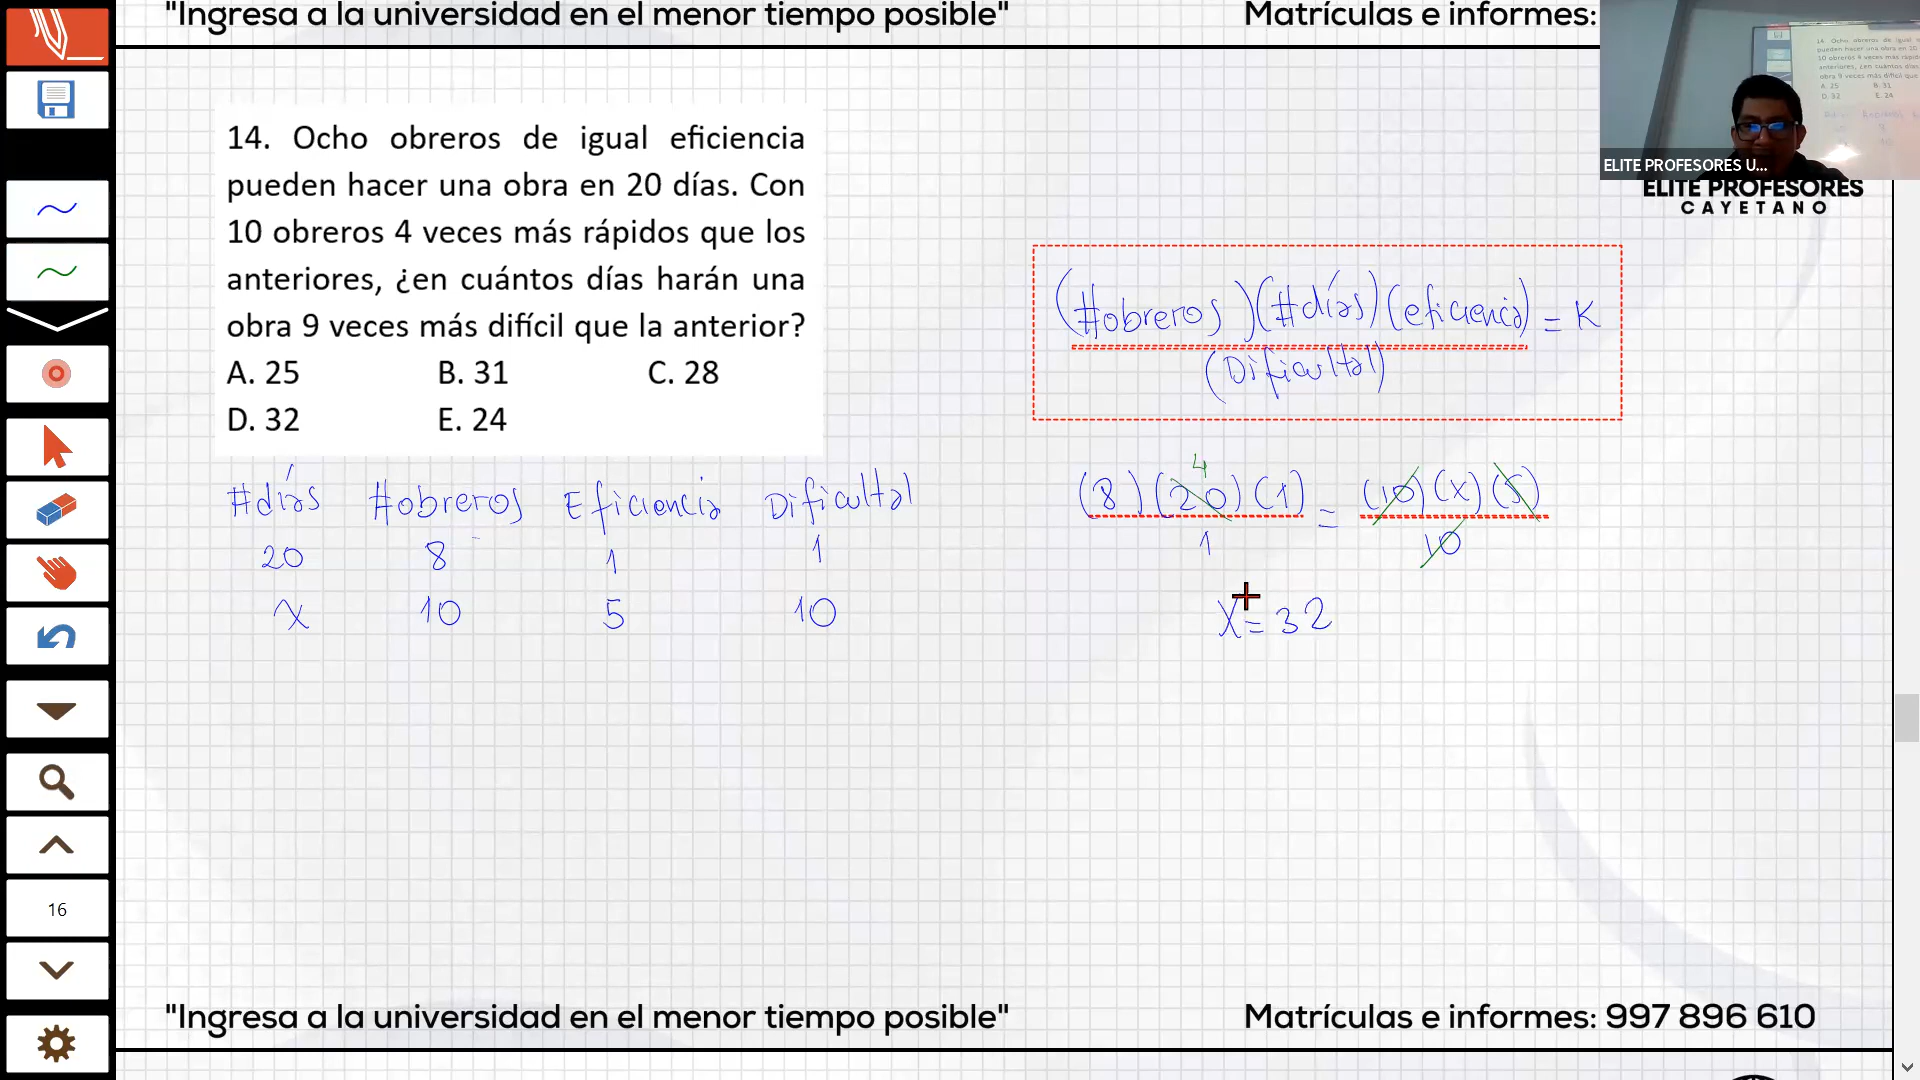 "Ingresa a la universidad en el menor tiempo posible"
Matrículas e informes:
ELITE PROFESORES U...
ELITE PROFESORES
CAYETANO
14. Ocho obreros de igual eficiencia
pueden hacer una obra en 20 días. Con
10 obreros 4 veces más rápidos que los
anteriores, ¿en cuántos días harán una
obra 9 veces más difícil que la anterior?
A. 25 B. 31 C. 28
D. 32 E. 24
(#obreros)(#días)(eficiencia) = K
(Dificultad)
#días #obreros Eficiencia Dificultad
20 8 1 1
x 10 5 10
4
(8)(20)(1) = (10)(x)(5)
1 10
x = 32
16
"Ingresa a la universidad en el menor tiempo posible"
Matrículas e informes: 997 896 610